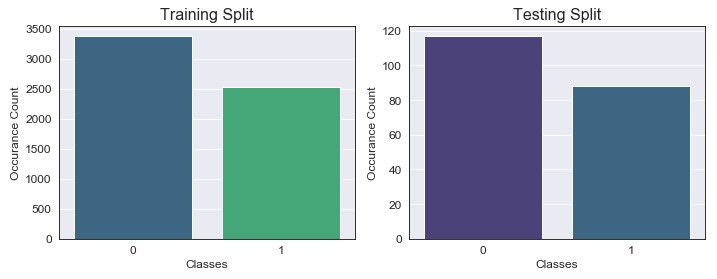 Training Split
3500
3000
2500
2000
1500
1000
500
0
Occurance Count
0 1
Classes
Testing Split
120
100
80
60
40
20
0
Occurance Count
0 1
Classes